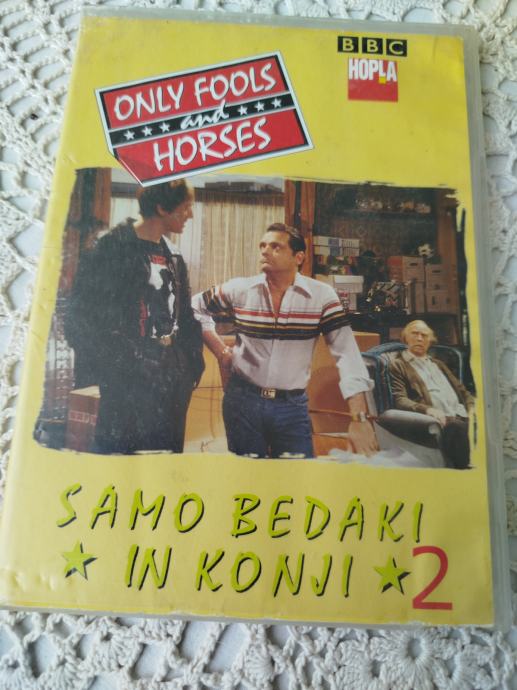 BBC
HOPLA
ONLY FOOLS
and
HORSES
SAMO BEDAKI
IN KONJI 2